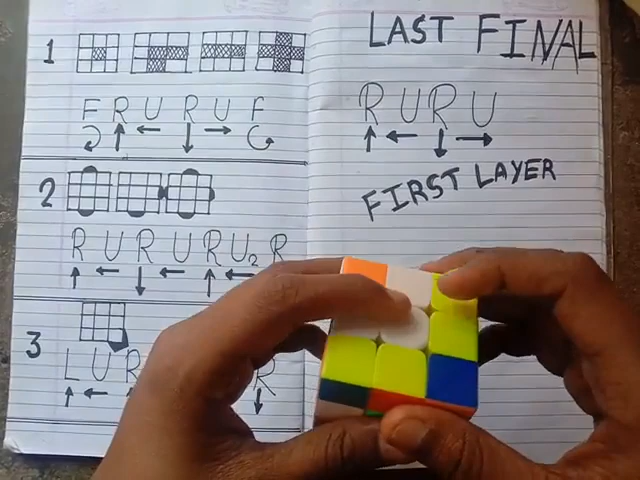 1
F R U R U F
2
R U R U R U2 R
3
L U R
R
LAST FINAL
R U R U
FIRST LAYER